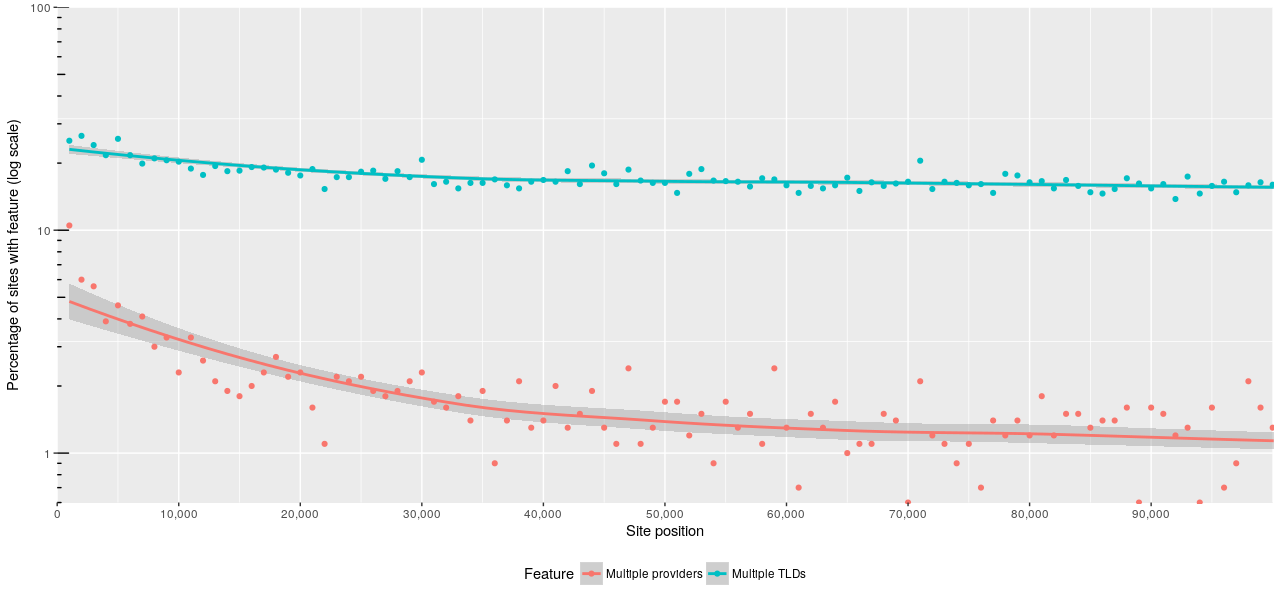 Percentage of sites with feature (log scale)
100
10
1
0
10,000
20,000
30,000
40,000
50,000
60,000
70,000
80,000
90,000
Site position
Feature
Multiple providers
Multiple TLDs